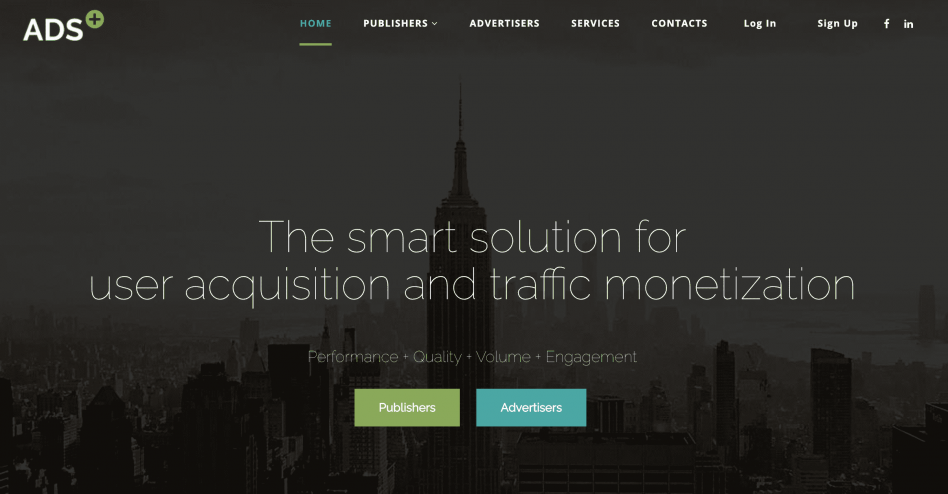 ADS+
HOME PUBLISHERS ADVERTISERS SERVICES CONTACTS Log In Sign Up f in
The smart solution for
user acquisition and traffic monetization
Performance + Quality + Volume + Engagement
Publishers Advertisers